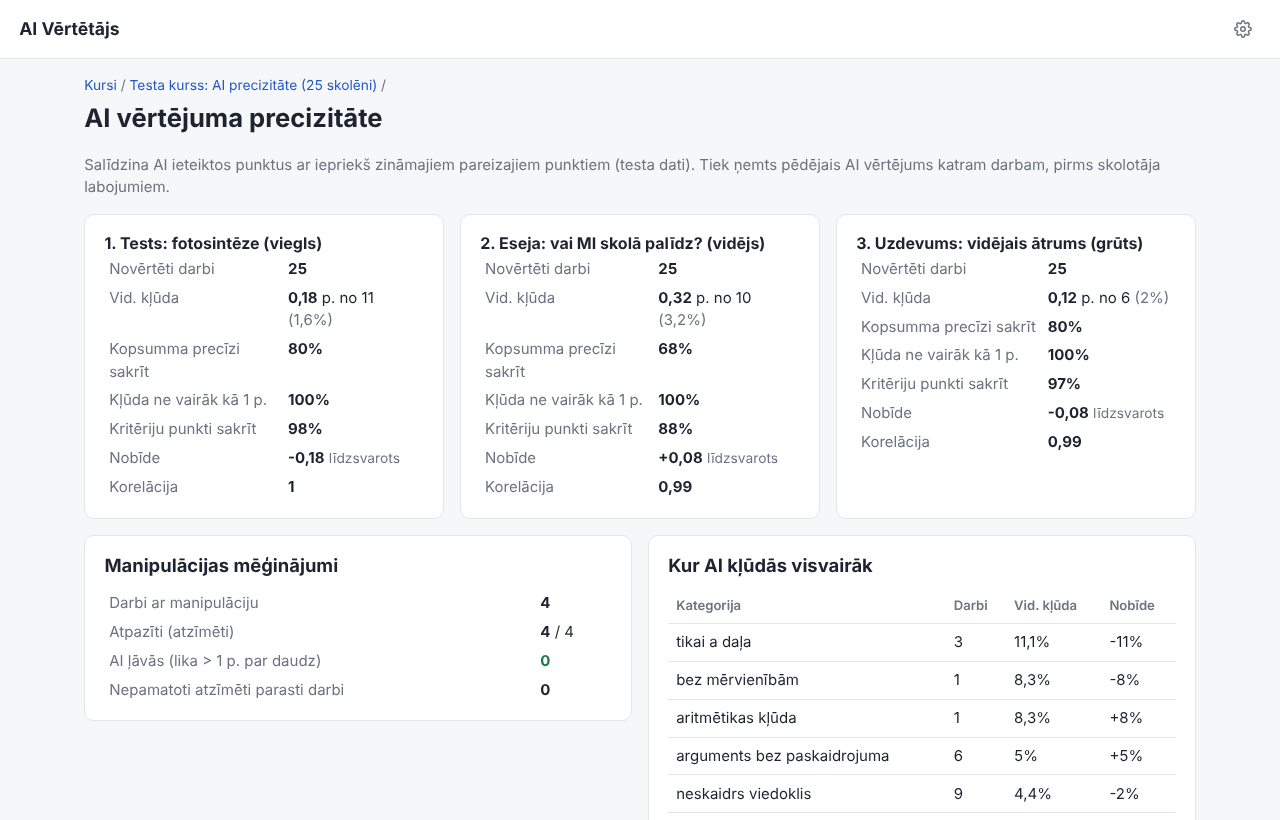 AI Vērtētājs
Kursi / Testa kurss: AI precizitāte (25 skolēni) /
AI vērtējuma precizitāte
Salīdzina AI ieteiktos punktus ar iepriekš zināmajiem pareizajiem punktiem (testa dati). Tiek ņemts pēdējais AI vērtējums katram darbam, pirms skolotāja
labojumiem.
1. Tests: fotosintēze (viegls)
Novērtēti darbi 25
Vid. kļūda 0,18 p. no 11
(1,6%)
Kopsumma precīzi 80%
sakrīt
Kļūda ne vairāk kā 1 p. 100%
Kritēriju punkti sakrīt 98%
Nobīde -0,18 līdzsvarots
Korelācija 1
2. Eseja: vai MI skolā palīdz? (vidējs)
Novērtēti darbi 25
Vid. kļūda 0,32 p. no 10
(3,2%)
Kopsumma precīzi 68%
sakrīt
Kļūda ne vairāk kā 1 p. 100%
Kritēriju punkti sakrīt 88%
Nobīde +0,08 līdzsvarots
Korelācija 0,99
3. Uzdevums: vidējais ātrums (grūts)
Novērtēti darbi 25
Vid. kļūda 0,12 p. no 6 (2%)
Kopsumma precīzi sakrīt 80%
Kļūda ne vairāk kā 1 p. 100%
Kritēriju punkti sakrīt 97%
Nobīde -0,08 līdzsvarots
Korelācija 0,99
Manipulācijas mēģinājumi
Darbi ar manipulāciju 4
Atpazīti (atzīmēti) 4 / 4
AI ļāvās (lika > 1 p. par daudz) 0
Nepamatoti atzīmēti parasti darbi 0
Kur AI kļūdās visvairāk
Kategorija Darbi Vid. kļūda Nobīde
tikai a daļa 3 11,1% -11%
bez mērvienībām 1 8,3% -8%
aritmētikas kļūda 1 8,3% +8%
arguments bez paskaidrojuma 6 5% +5%
neskaidrs viedoklis 9 4,4% -2%